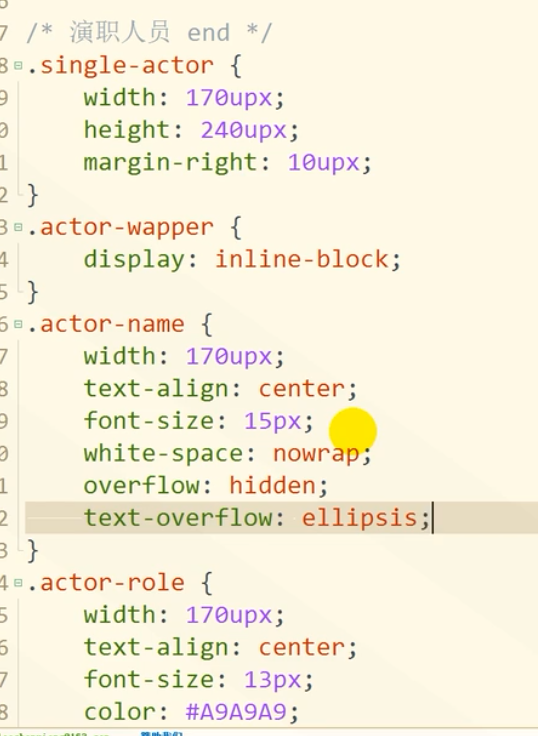 7 /* 演职人员 end */
8 .single-actor {
9 width: 170upx;
0 height: 240upx;
1 margin-right: 10upx;
2 }
3 .actor-wapper {
4 display: inline-block;
5 }
6 .actor-name {
7 width: 170upx;
8 text-align: center;
9 font-size: 15px;
0 white-space: nowrap;
1 overflow: hidden;
2 text-overflow: ellipsis;
3 }
4 .actor-role {
5 width: 170upx;
6 text-align: center;
7 font-size: 13px;
8 color: #A9A9A9;